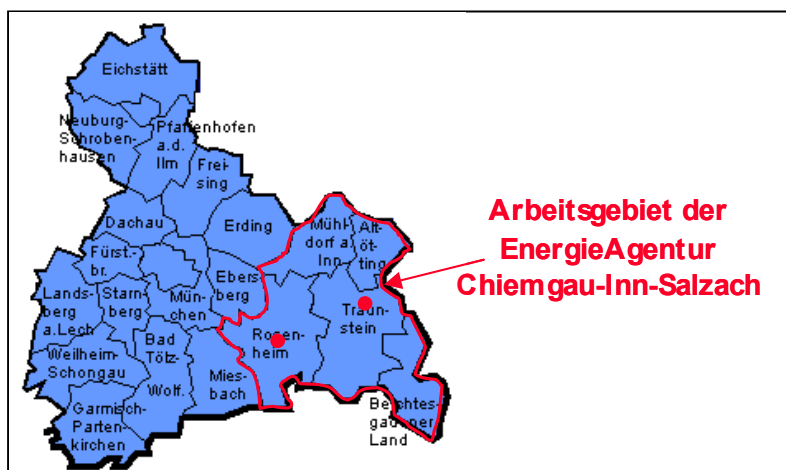 Eichstätt
Neuburg-
Schroben-
hausen
Pfaffenhofen
a.d.
Ilm
Frei-
sing
Dachau
Erding
Mühl-
dorf a.
Inn
Alt-
öt-
ting
Fürst.-
br.
Ebers-
berg
Lands-
berg
a.Lech
Starn-
berg
Mün-
chen
Traun-
stein
Rosen-
heim
Bad
Tölz-
Wolf.
Weilheim-
Schongau
Mies-
bach
Garmisch-
Parten-
kirchen
Berchtes-
gadener
Land
Arbeitsgebiet der
EnergieAgentur
Chiemgau-Inn-Salzach